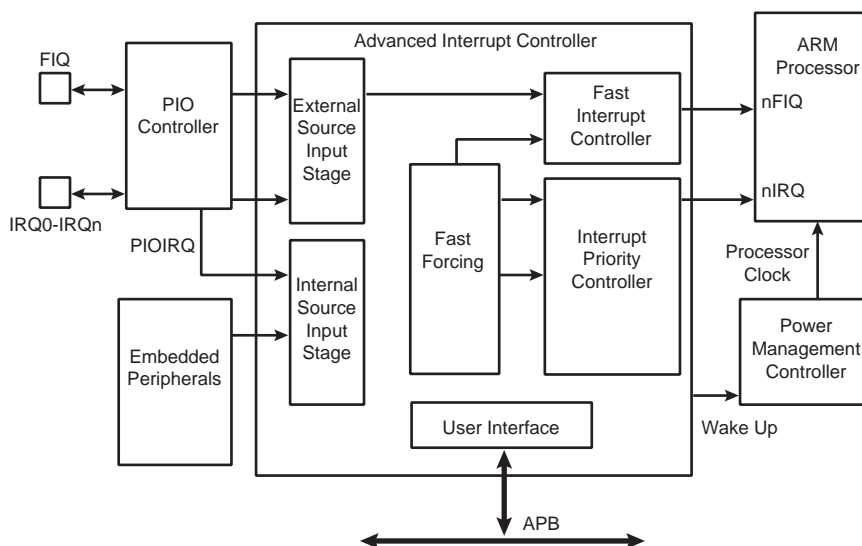 Advanced Interrupt Controller
FIQ
PIO
Controller
External
Source
Input
Stage
Fast
Interrupt
Controller
ARM
Processor
nFIQ
IRQ0-IRQn
PIOIRQ
Fast
Forcing
Interrupt
Priority
Controller
nIRQ
Processor
Clock
Internal
Source
Input
Stage
Embedded
Peripherals
Power
Management
Controller
User Interface
Wake Up
APB